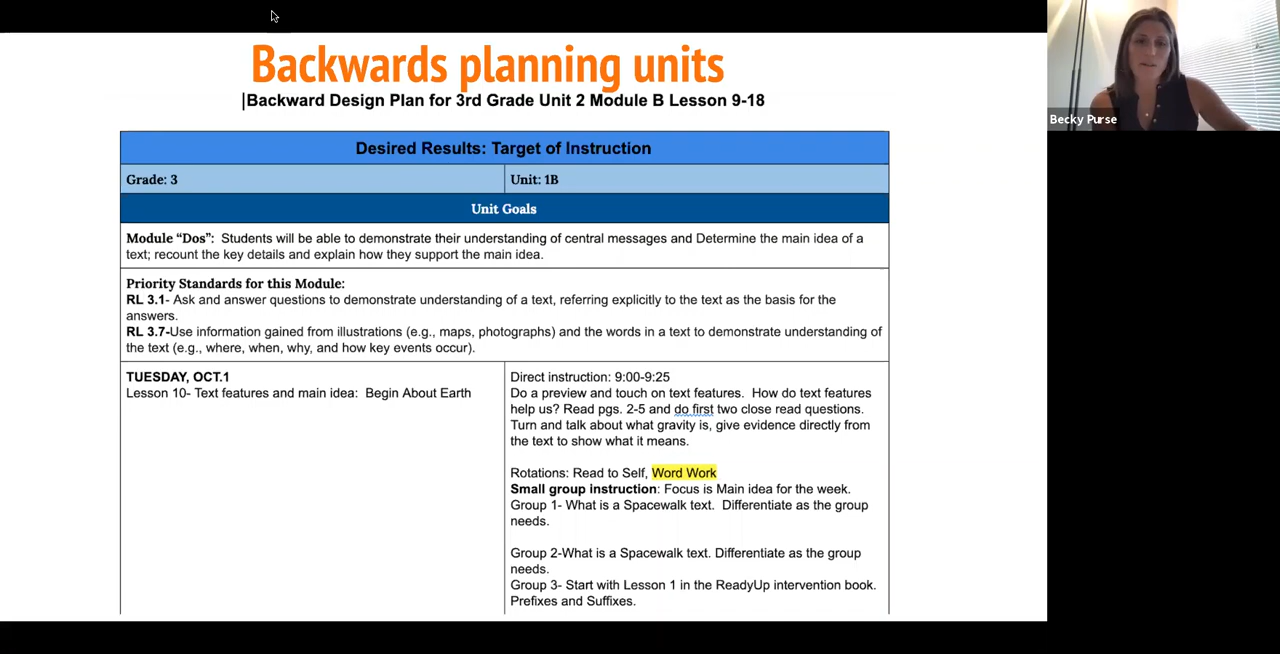 Backwards planning units
Backward Design Plan for 3rd Grade Unit 2 Module B Lesson 9-18
Becky Purse
Desired Results: Target of Instruction
Grade: 3
Unit: 1B
Unit Goals
Module “Dos”:  Students will be able to demonstrate their understanding of central messages and Determine the main idea of a
text; recount the key details and explain how they support the main idea.
Priority Standards for this Module:
RL 3.1- Ask and answer questions to demonstrate understanding of a text, referring explicitly to the text as the basis for the
answers.
RL 3.7-Use information gained from illustrations (e.g., maps, photographs) and the words in a text to demonstrate understanding of
the text (e.g., where, when, why, and how key events occur).
TUESDAY, OCT.1
Lesson 10- Text features and main idea:  Begin About Earth
Direct instruction: 9:00-9:25
Do a preview and touch on text features.  How do text features
help us? Read pgs. 2-5 and do first two close read questions.
Turn and talk about what gravity is, give evidence directly from
the text to show what it means.
Rotations: Read to Self, Word Work
Small group instruction: Focus is Main idea for the week.
Group 1- What is a Spacewalk text.  Differentiate as the group
needs.
Group 2-What is a Spacewalk text. Differentiate as the group
needs.
Group 3- Start with Lesson 1 in the ReadyUp intervention book.
Prefixes and Suffixes.